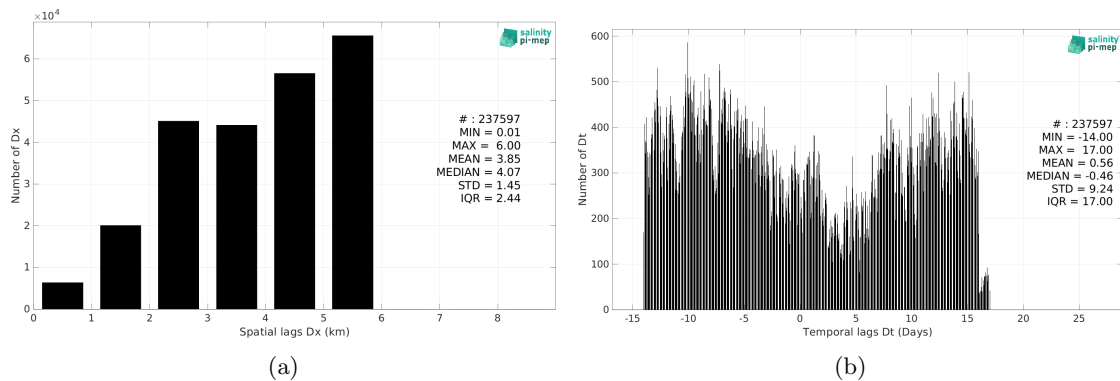 ×10⁴
salinity
pi-mep
6
5
4
3
2
1
0
Number of Dx
# : 237597
MIN = 0.01
MAX = 6.00
MEAN = 3.85
MEDIAN = 4.07
STD = 1.45
IQR = 2.44
0 1 2 3 4 5 6 7 8
Spatial lags Dx (km)
(a)
salinity
pi-mep
600
500
400
300
200
100
0
Number of Dt
# : 237597
MIN = -14.00
MAX = 17.00
MEAN = 0.56
MEDIAN = -0.46
STD = 9.24
IQR = 17.00
-15 -10 -5 0 5 10 15 20 25
Temporal lags Dt (Days)
(b)